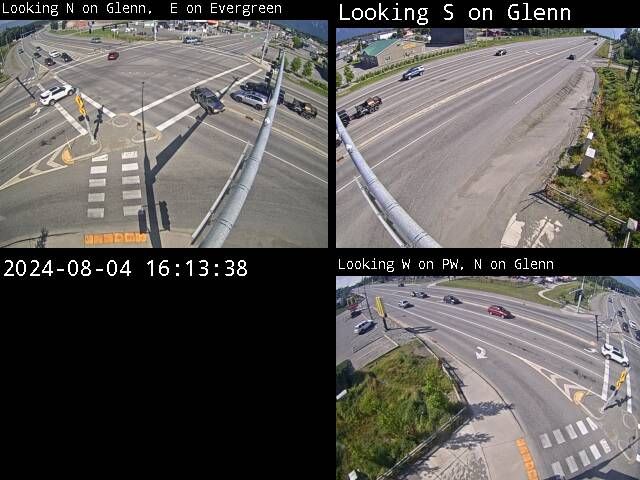 Looking N on Glenn,  E on Evergreen
Looking S on Glenn
2024-08-04 16:13:38
Looking W on PW, N on Glenn